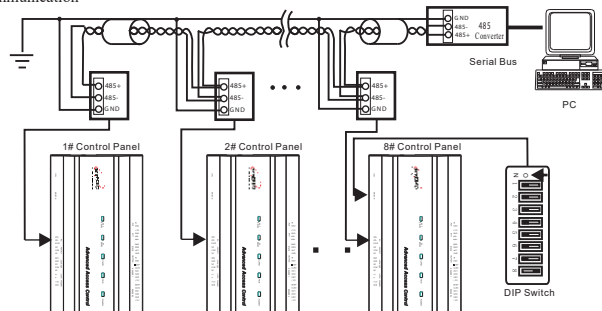 GND
485-
485+
485
Converter
Serial Bus
PC
485+
485-
GND
485+
485-
GND
485+
485-
GND
1# Control Panel
2# Control Panel
8# Control Panel
Advanced Access Control
Advanced Access Control
Advanced Access Control
O
N
1
2
3
4
5
6
7
8
DIP Switch